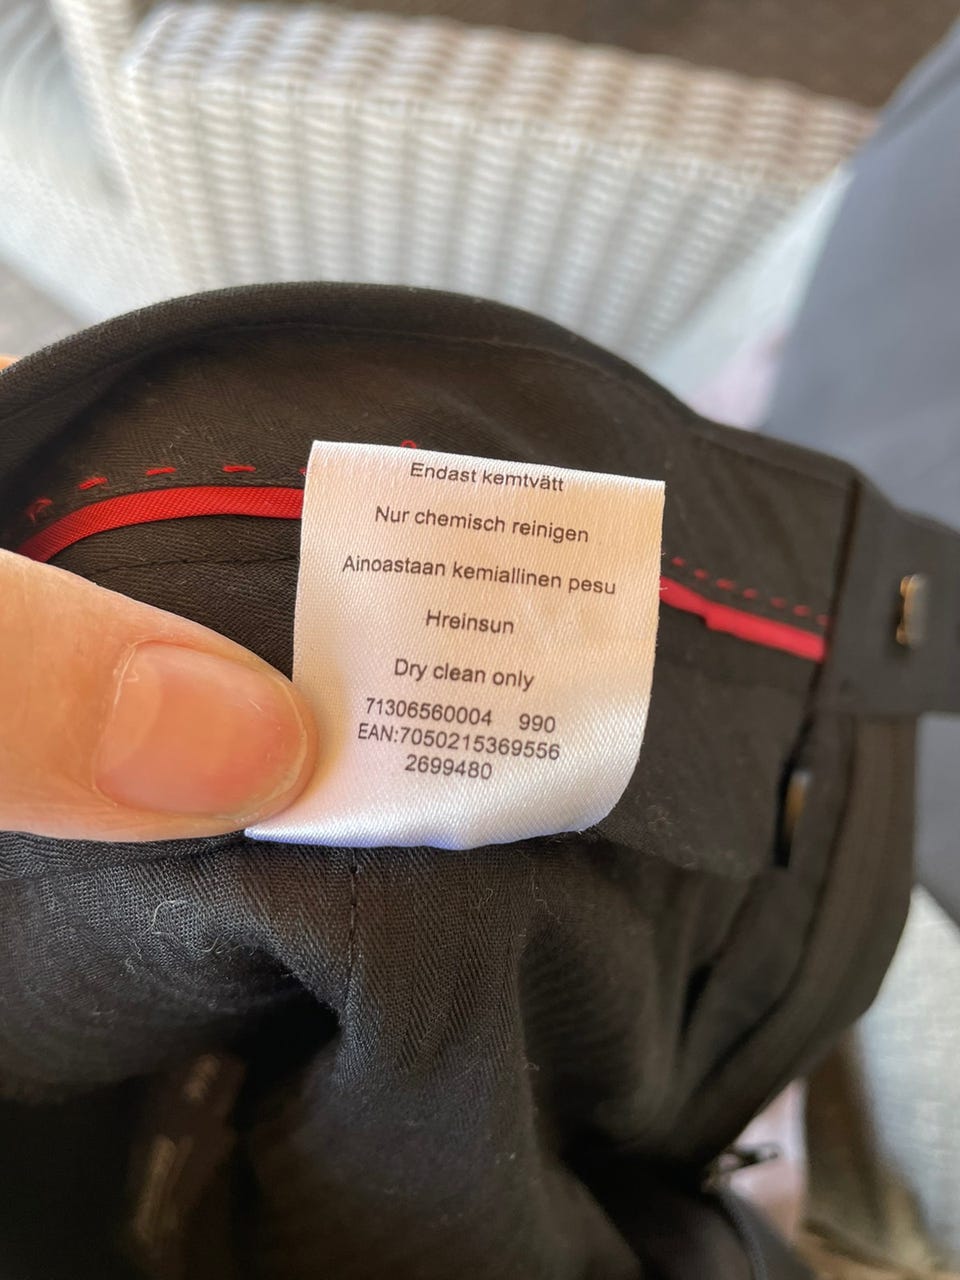 Endast kemtvätt
Nur chemisch reinigen
Ainoastaan kemiallinen pesu
Hreinsun
Dry clean only
71306560004 990
EAN:7050215369556
2699480